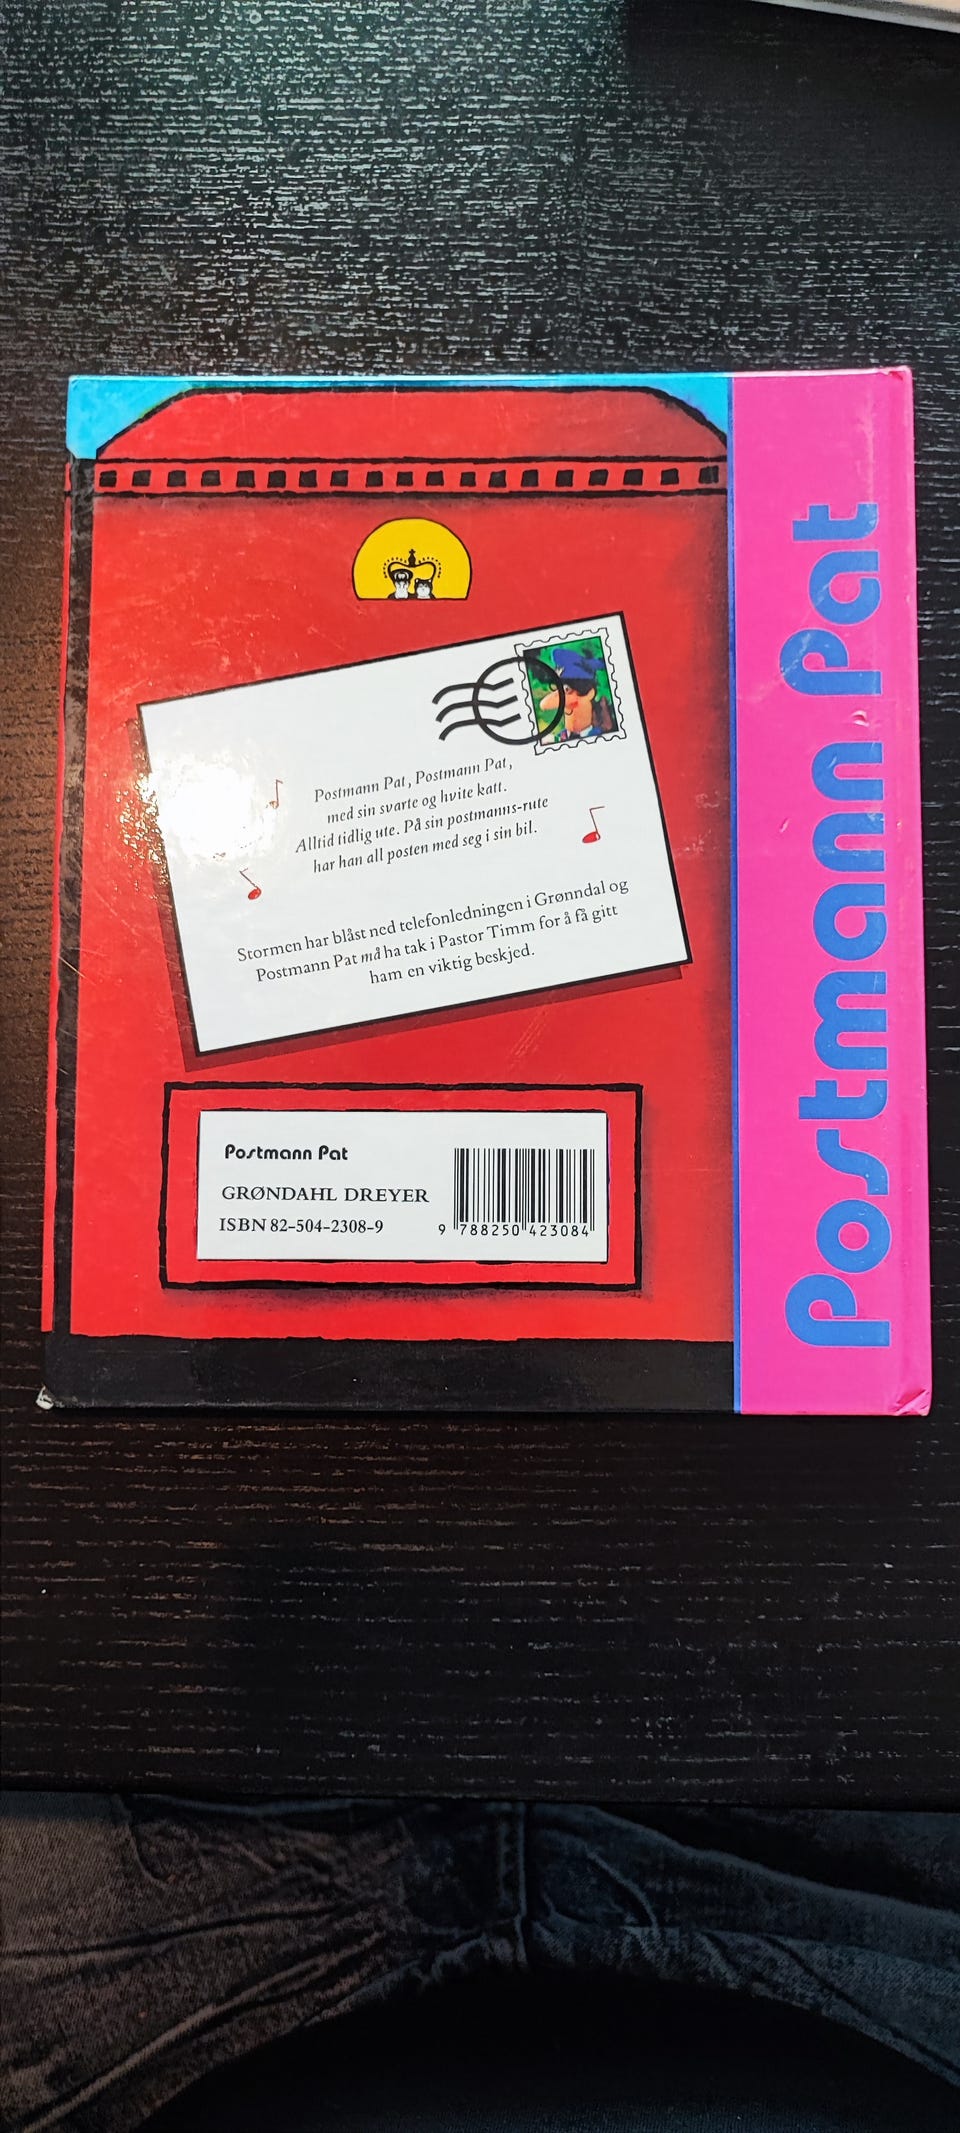 Postmann Pat, Postmann Pat,
med sin svarte og hvite katt.
Alltid tidlig ute. På sin postmanns-rute
har han all posten med seg i sin bil.
Stormen har blåst ned telefonledningen i Grønndal og
Postmann Pat må ha tak i Pastor Timm for å få gitt
ham en viktig beskjed.
Postmann Pat
GRØNDAHL DREYER
ISBN 82-504-2308-9
9 788250 423084
Postmann Pat